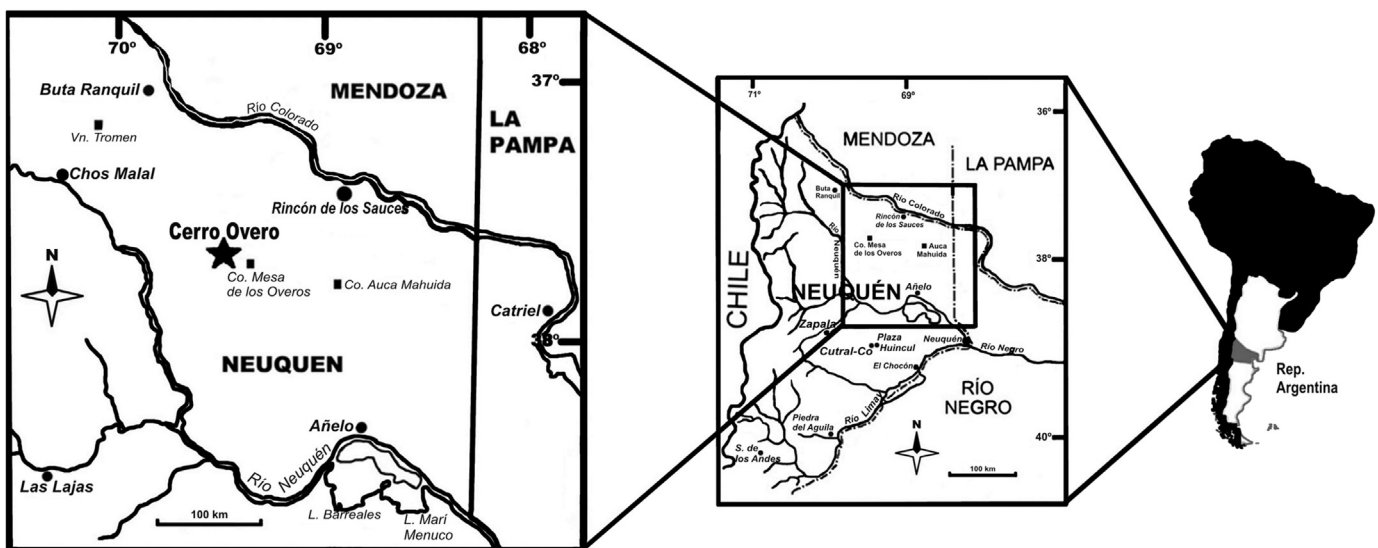 70º
69º
68º
37º
Buta Ranquil
MENDOZA
Río Colorado
LA
PAMPA
Vn. Tromen
Chos Malal
Rincón de los Sauces
Cerro Overo
Co. Mesa
de los Overos
Co. Auca Mahuida
N
Catriel
38º
NEUQUEN
Añelo
Río Neuquén
Las Lajas
100 km
L. Barreales
L. Marí
Menuco
71º
69º
36º
MENDOZA
LA PAMPA
Buta
Ranquil
Río Colorado
Rincón
de los Sauces
Río Neuquén
Co. Mesa
de los Overos
Auca
Mahuida
38º
CHILE
NEUQUÉN
Añelo
Zapala
Plaza
Huincul
Cutral-Co
Neuquén
Río Negro
El Chocón
RÍO
NEGRO
Río Limay
Piedra
del Aguila
N
40º
S. de
los Andes
100 km
Rep.
Argentina